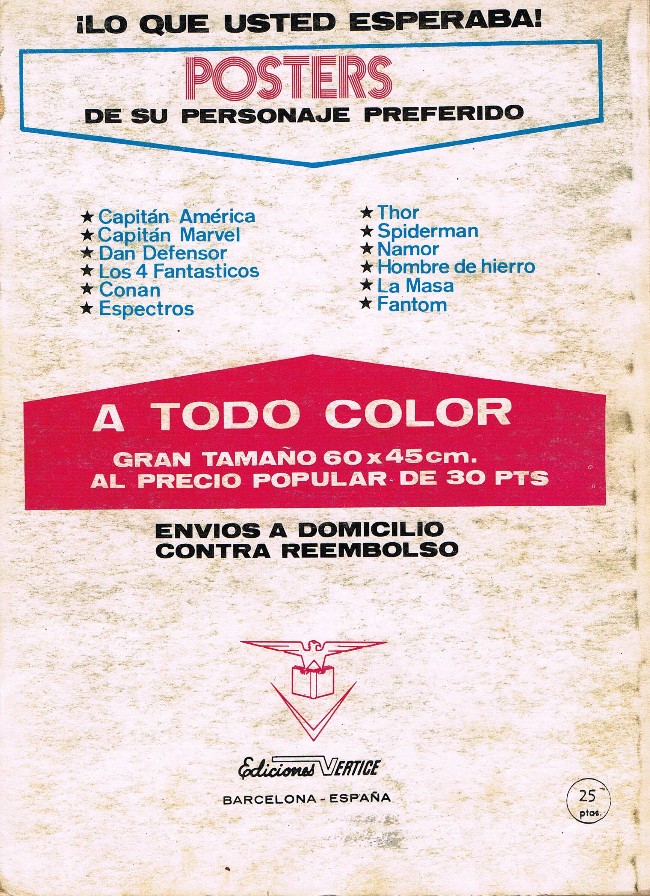 ¡LO QUE USTED ESPERABA!
POSTERS
DE SU PERSONAJE PREFERIDO
★ Capitán América
★ Capitán Marvel
★ Dan Defensor
★ Los 4 Fantasticos
★ Conan
★ Espectros
★ Thor
★ Spiderman
★ Namor
★ Hombre de hierro
★ La Masa
★ Fantom
A TODO COLOR
GRAN TAMAÑO 60 x 45 cm.
AL PRECIO POPULAR DE 30 PTS
ENVIOS A DOMICILIO
CONTRA REEMBOLSO
Ediciones VERTICE
BARCELONA - ESPAÑA
25
ptas.